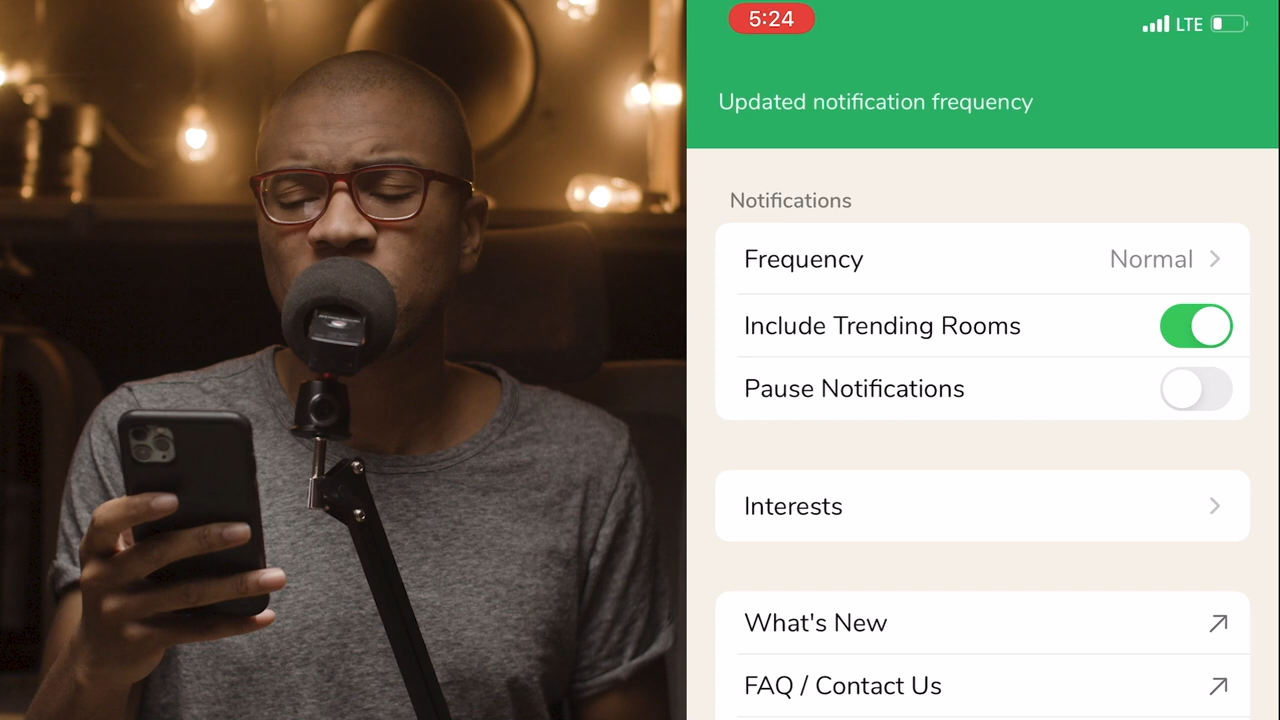 5:24
LTE
Updated notification frequency
Notifications
Frequency
Normal
Include Trending Rooms
Pause Notifications
Interests
What's New
FAQ / Contact Us